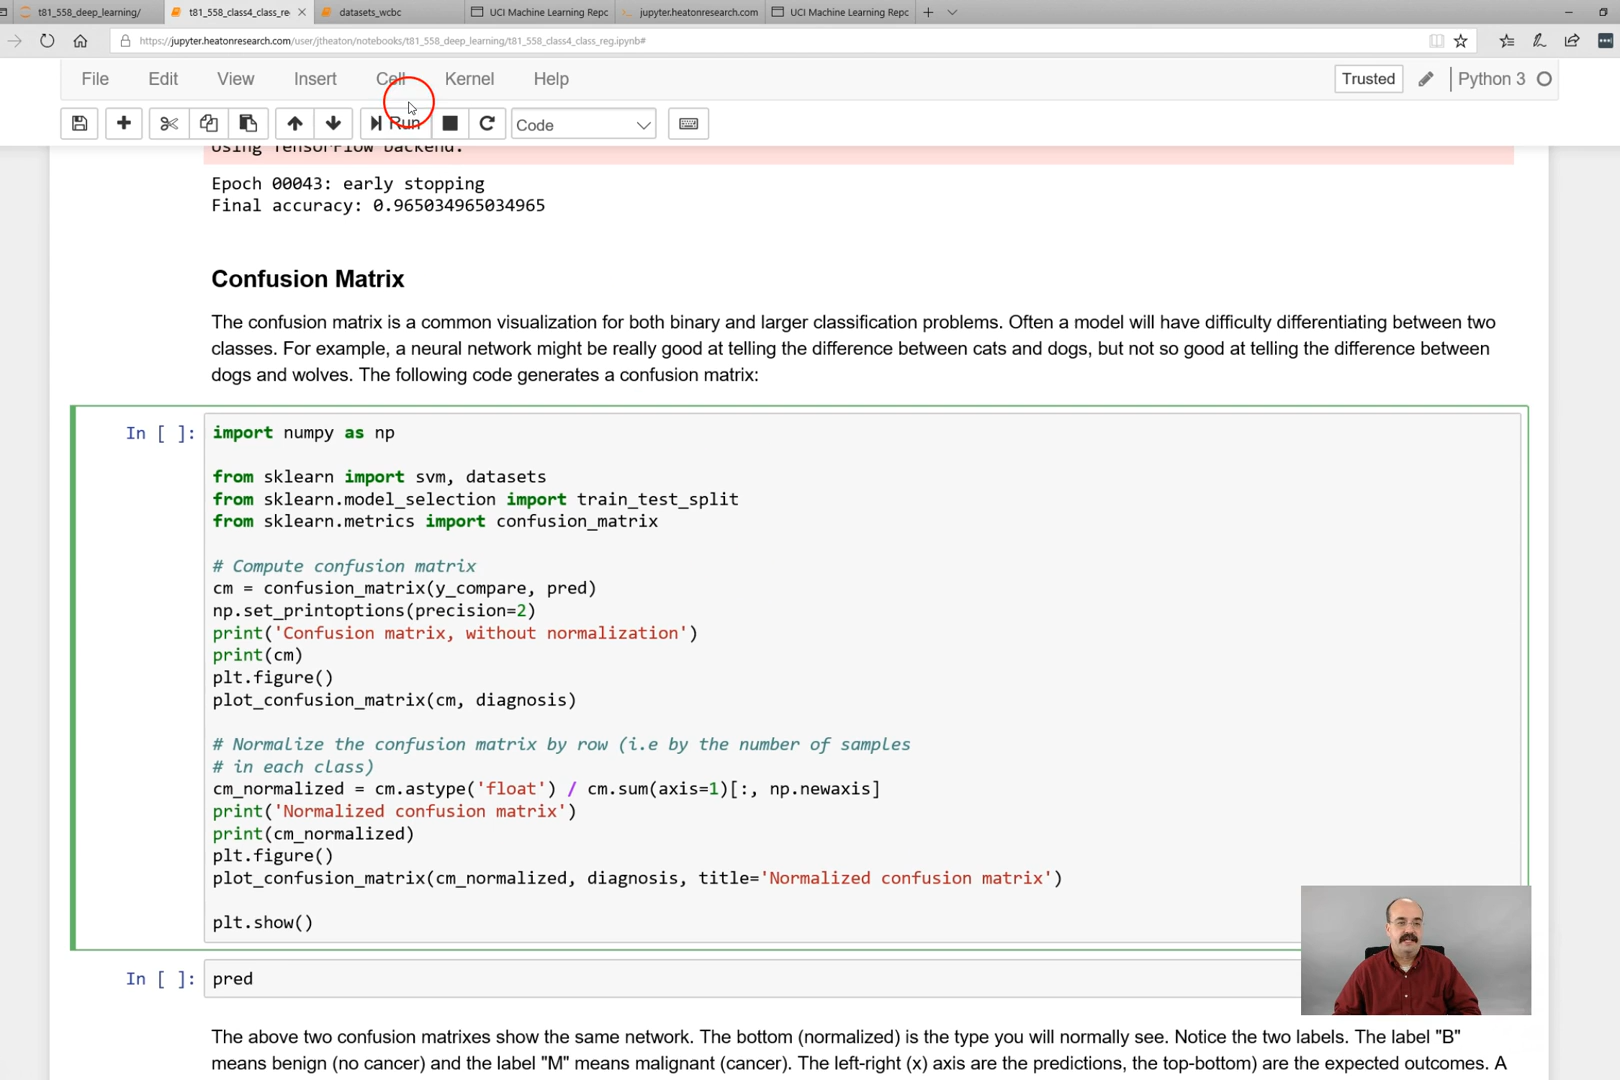 t81_558_deep_learning/
t81_558_class4_class_re
datasets_wcbc
UCI Machine Learning Repc
jupyter.heatonresearch.com
UCI Machine Learning Repc
https://jupyter.heatonresearch.com/user/jtheaton/notebooks/t81_558_deep_learning/t81_558_class4_class_reg.ipynb#
File Edit View Insert Cell Kernel Help
Trusted
Python 3
Run
Code
Using TensorFlow backend.
Epoch 00043: early stopping
Final accuracy: 0.965034965034965
Confusion Matrix
The confusion matrix is a common visualization for both binary and larger classification problems. Often a model will have difficulty differentiating between two
classes. For example, a neural network might be really good at telling the difference between cats and dogs, but not so good at telling the difference between
dogs and wolves. The following code generates a confusion matrix:
In [ ]:
import numpy as np
from sklearn import svm, datasets
from sklearn.model_selection import train_test_split
from sklearn.metrics import confusion_matrix
# Compute confusion matrix
cm = confusion_matrix(y_compare, pred)
np.set_printoptions(precision=2)
print('Confusion matrix, without normalization')
print(cm)
plt.figure()
plot_confusion_matrix(cm, diagnosis)
# Normalize the confusion matrix by row (i.e by the number of samples
# in each class)
cm_normalized = cm.astype('float') / cm.sum(axis=1)[:, np.newaxis]
print('Normalized confusion matrix')
print(cm_normalized)
plt.figure()
plot_confusion_matrix(cm_normalized, diagnosis, title='Normalized confusion matrix')
plt.show()
In [ ]:
pred
The above two confusion matrixes show the same network. The bottom (normalized) is the type you will normally see. Notice the two labels. The label "B"
means benign (no cancer) and the label "M" means malignant (cancer). The left-right (x) axis are the predictions, the top-bottom) are the expected outcomes. A